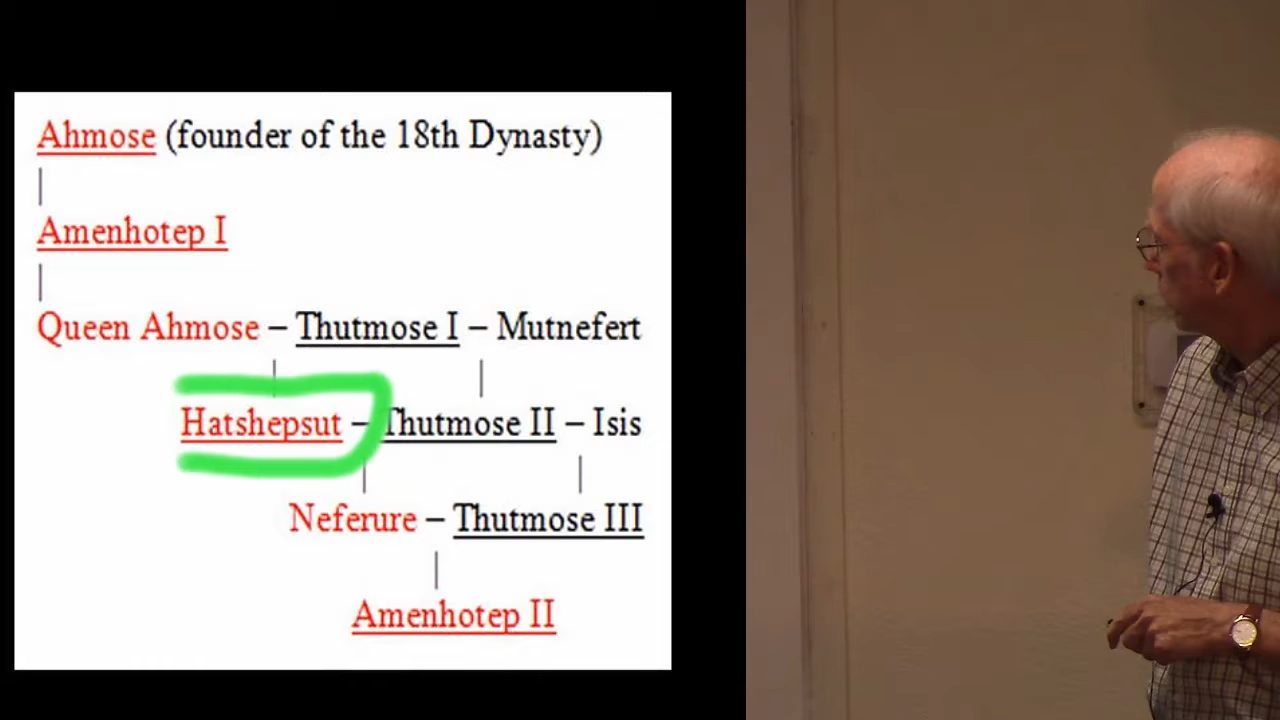 Ahmose (founder of the 18th Dynasty)
Amenhotep I
Queen Ahmose – Thutmose I – Mutnefert
Hatshepsut – Thutmose II – Isis
Neferure – Thutmose III
Amenhotep II